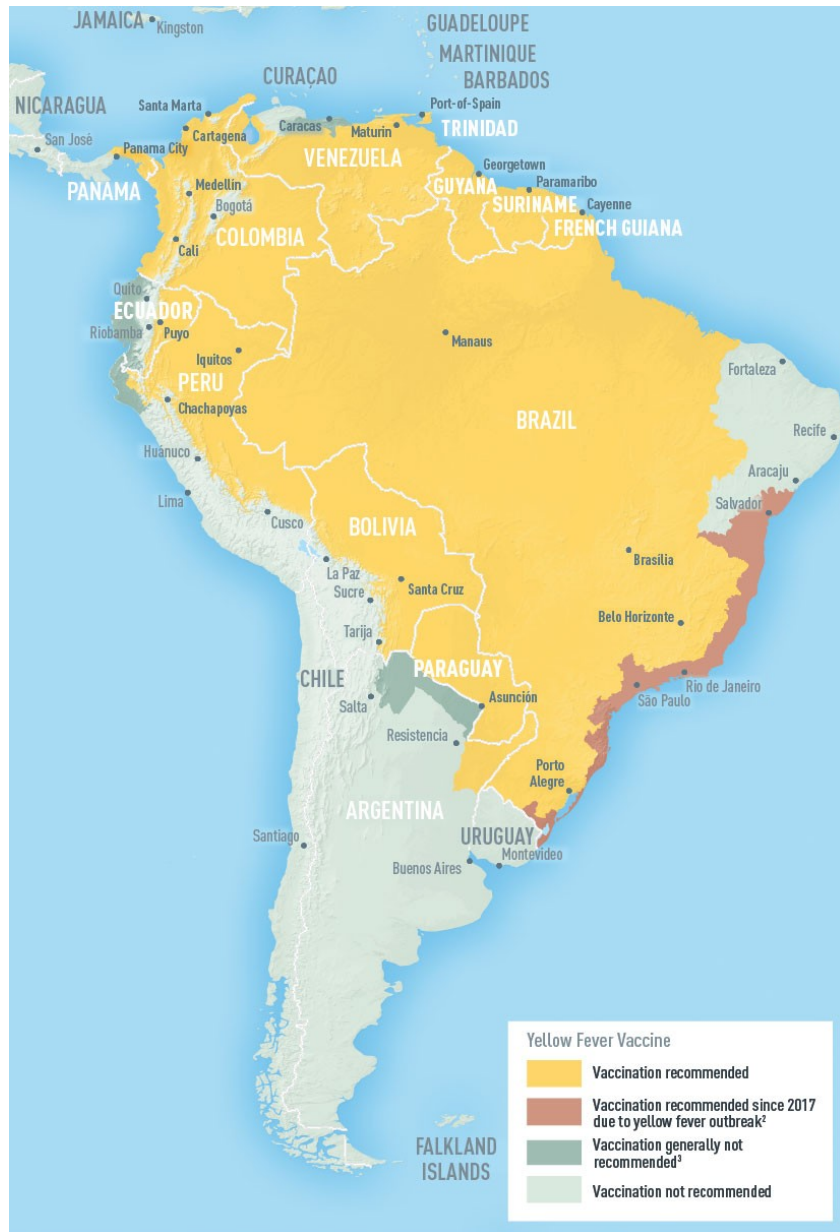 JAMAICA
Kingston
GUADELOUPE
MARTINIQUE
BARBADOS
CURAÇAO
NICARAGUA
Santa Marta
Port-of-Spain
San José
Cartagena
Caracas
Maturín
TRINIDAD
Panama City
VENEZUELA
Georgetown
PANAMA
Medellín
GUYANA
Paramaribo
Bogotá
SURINAME
Cayenne
COLOMBIA
FRENCH GUIANA
Cali
Quito
ECUADOR
Riobamba
Puyo
Manaus
Iquitos
Fortaleza
PERU
Chachapoyas
BRAZIL
Recife
Huánuco
Aracaju
Lima
Salvador
Cusco
BOLIVIA
Brasília
La Paz
Santa Cruz
Sucre
Belo Horizonte
Tarija
PARAGUAY
CHILE
Rio de Janeiro
São Paulo
Salta
Asunción
Resistencia
Porto
Alegre
ARGENTINA
URUGUAY
Santiago
Montevideo
Buenos Aires
FALKLAND
ISLANDS
Yellow Fever Vaccine
Vaccination recommended
Vaccination recommended since 2017
due to yellow fever outbreak²
Vaccination generally not
recommended³
Vaccination not recommended